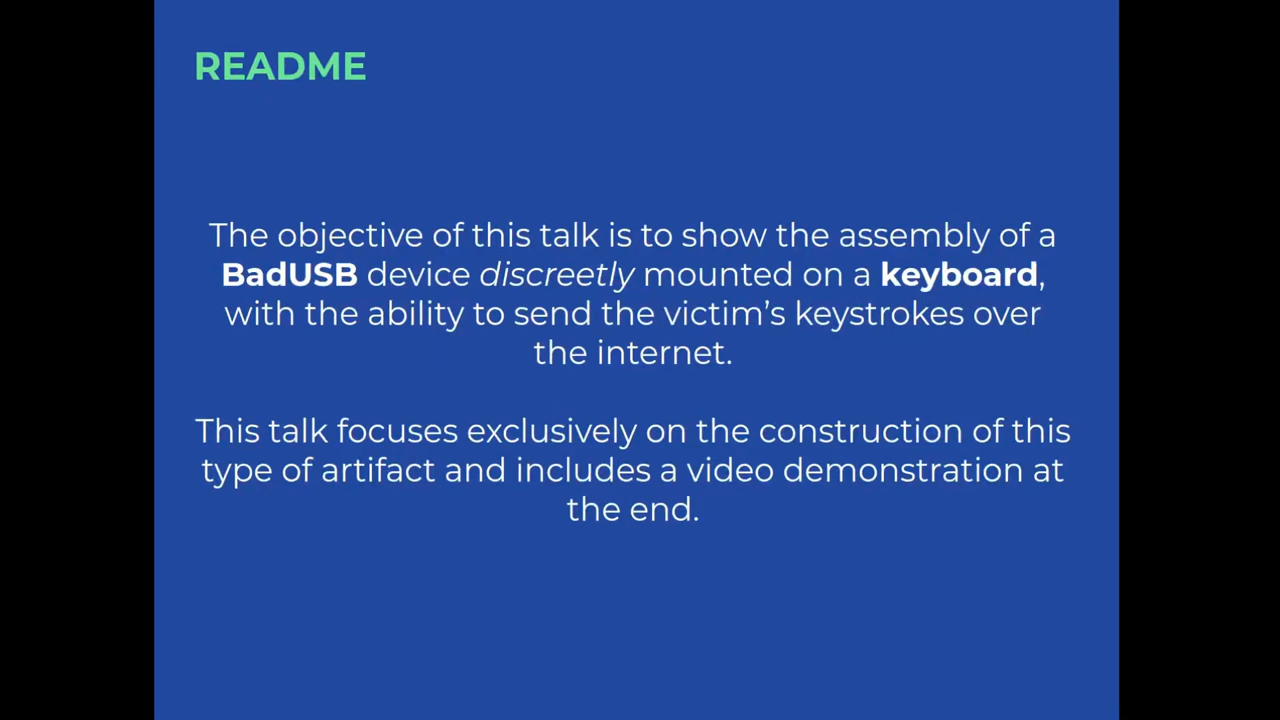 README
The objective of this talk is to show the assembly of a
BadUSB device discreetly mounted on a keyboard,
with the ability to send the victim’s keystrokes over
the internet.
This talk focuses exclusively on the construction of this
type of artifact and includes a video demonstration at
the end.